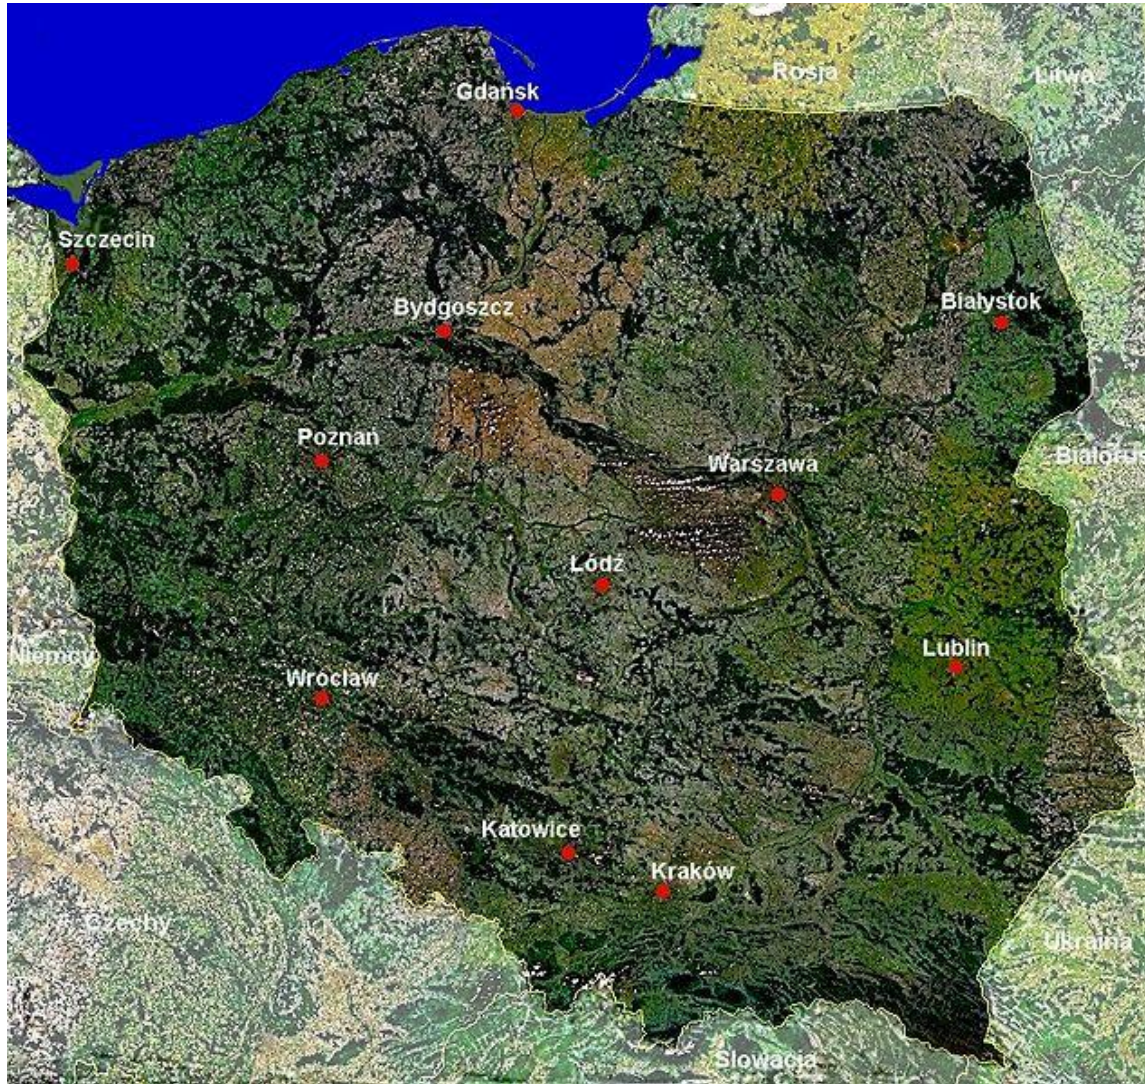 Rosja
Litwa
Gdańsk
Szczecin
Bydgoszcz
Białystok
Poznań
Warszawa
Białoruś
Łódź
Niemcy
Lublin
Wrocław
Katowice
Kraków
Czechy
Ukraina
Słowacja